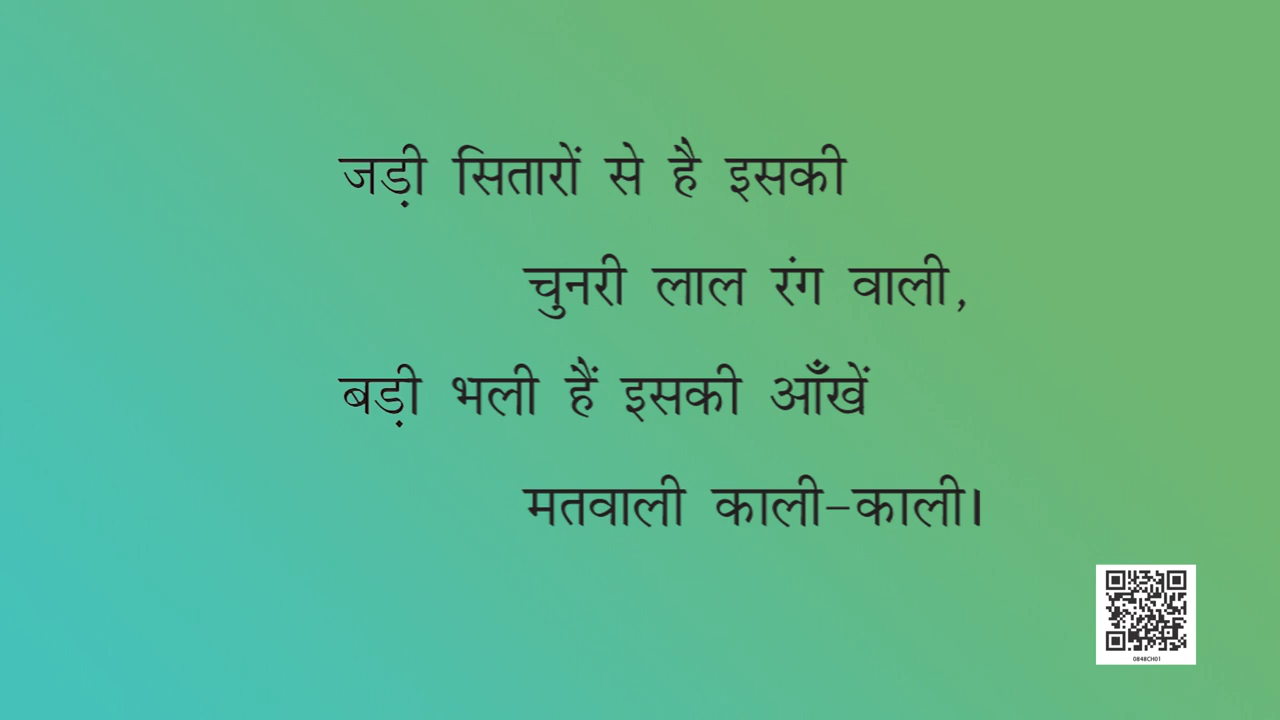 जड़ी सितारों से है इसकी
चुनरी लाल रंग वाली,
बड़ी भली हैं इसकी आँखें
मतवाली काली-काली।
0848CH01